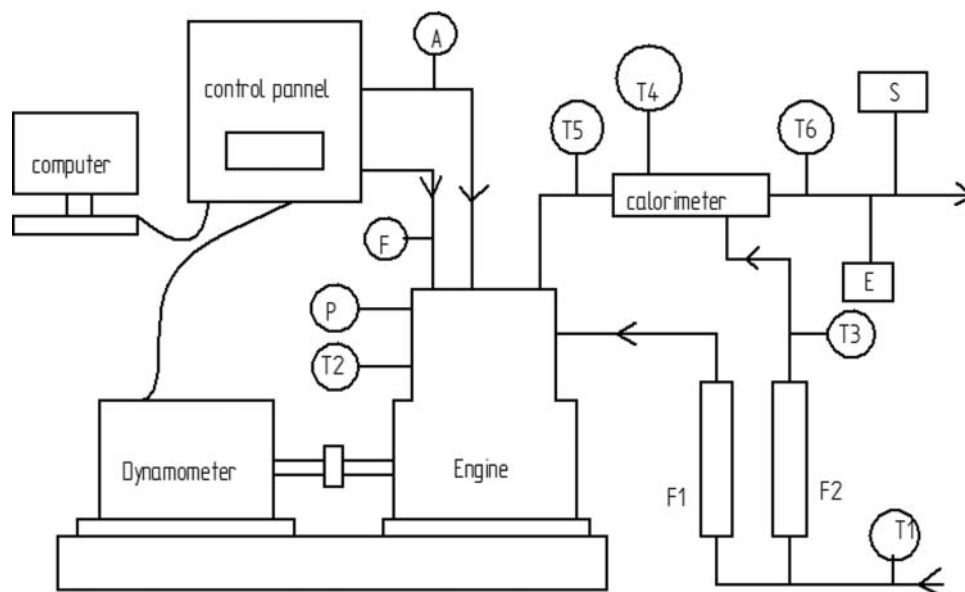 A
control pannel
T4
S
T5
T6
computer
calorimeter
F
E
P
T3
T2
Dynamometer
Engine
F1
F2
T1